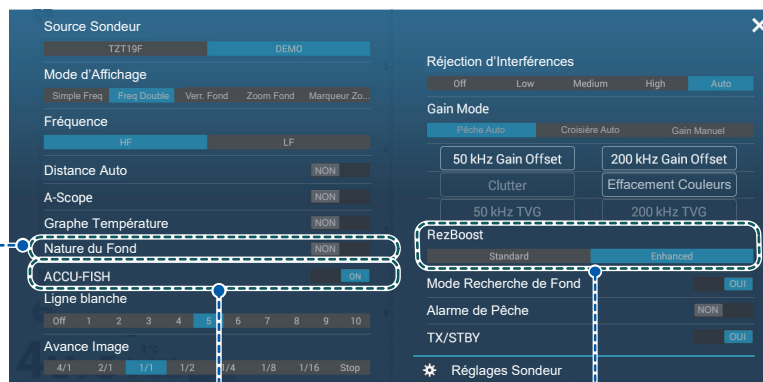 Source Sondeur
TZT19F DEMO
Mode d'Affichage
Simple Freq Freq Double Verr. Fond Zoom Fond Marqueur Zo...
Fréquence
HF LF
Distance Auto NON
A-Scope NON
Graphe Température NON
Nature du Fond NON
ACCU-FISH ON
Ligne blanche
Off 1 2 3 4 5 6 7 8 9 10
Avance Image
4/1 2/1 1/1 1/2 1/4 1/8 1/16 Stop
Réjection d'Interférences
Off Low Medium High Auto
Gain Mode
Pêche Auto Croisière Auto Gain Manuel
50 kHz Gain Offset 200 kHz Gain Offset
Clutter Effacement Couleurs
50 kHz TVG 200 kHz TVG
RezBoost
Standard Enhanced
Mode Recherche de Fond OUI
Alarme de Pêche NON
TX/STBY OUI
Réglages Sondeur